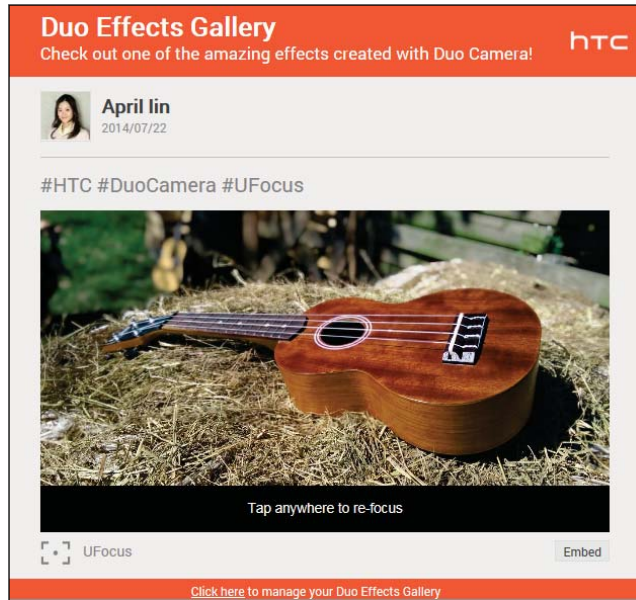 Duo Effects Gallery
Check out one of the amazing effects created with Duo Camera!
hTC
April lin
2014/07/22
#HTC #DuoCamera #UFocus
Tap anywhere to re-focus
UFocus
Embed
Click here to manage your Duo Effects Gallery